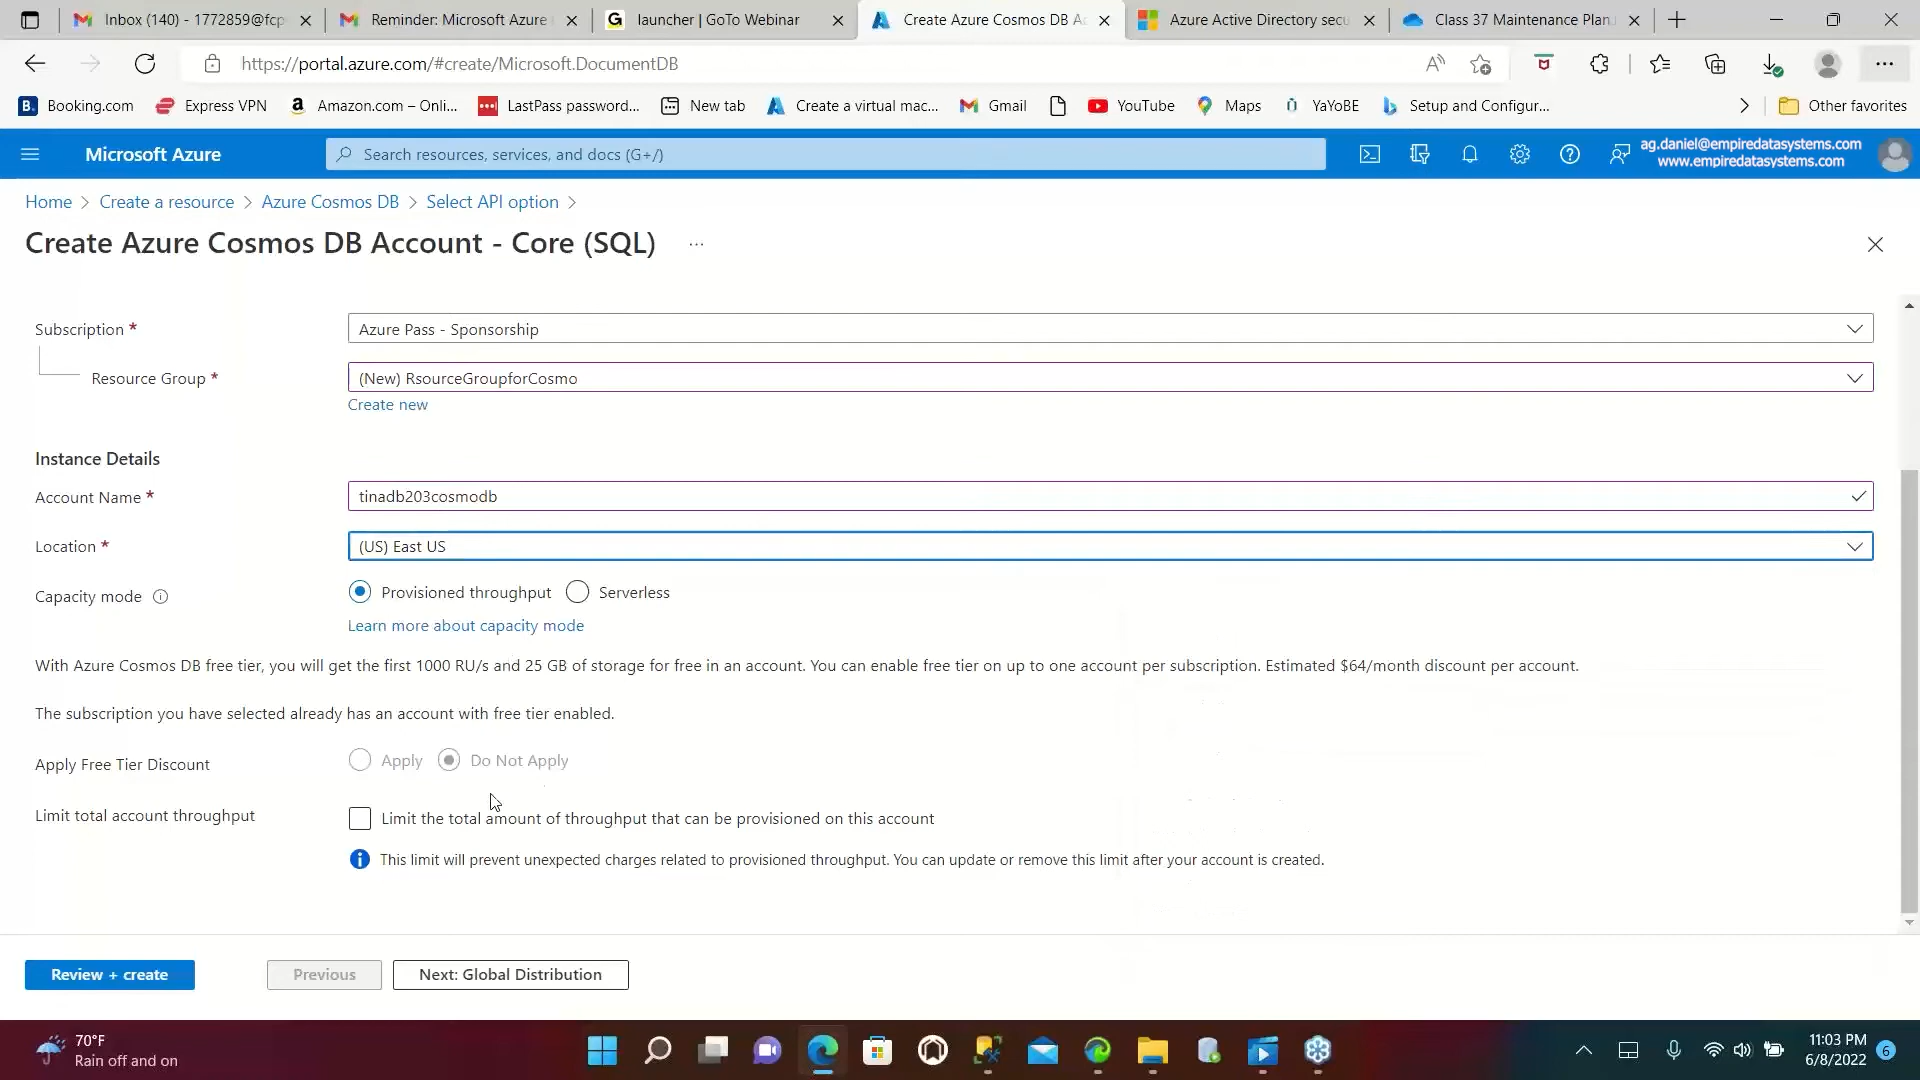 Inbox (140) - 1772859@fcp
Reminder: Microsoft Azure
launcher | GoTo Webinar
Create Azure Cosmos DB Ac
Azure Active Directory secu
Class 37 Maintenance Plan.
https://portal.azure.com/#create/Microsoft.DocumentDB
Booking.com
Express VPN
Amazon.com – Onli...
LastPass password...
New tab
Create a virtual mac...
Gmail
YouTube
Maps
YaYoBE
Setup and Configur...
Other favorites
Microsoft Azure
Search resources, services, and docs (G+/)
ag.daniel@empiredatasystems.com
www.empiredatasystems.com
Home > Create a resource > Azure Cosmos DB > Select API option >
Create Azure Cosmos DB Account - Core (SQL) ...
Subscription *
Azure Pass - Sponsorship
Resource Group *
(New) RsourceGroupforCosmo
Create new
Instance Details
Account Name *
tinadb203cosmodb
Location *
(US) East US
Capacity mode
Provisioned throughput
Serverless
Learn more about capacity mode
With Azure Cosmos DB free tier, you will get the first 1000 RU/s and 25 GB of storage for free in an account. You can enable free tier on up to one account per subscription. Estimated $64/month discount per account.
The subscription you have selected already has an account with free tier enabled.
Apply Free Tier Discount
Apply
Do Not Apply
Limit total account throughput
Limit the total amount of throughput that can be provisioned on this account
This limit will prevent unexpected charges related to provisioned throughput. You can update or remove this limit after your account is created.
Review + create
Previous
Next: Global Distribution
70°F
Rain off and on
11:03 PM
6/8/2022
6